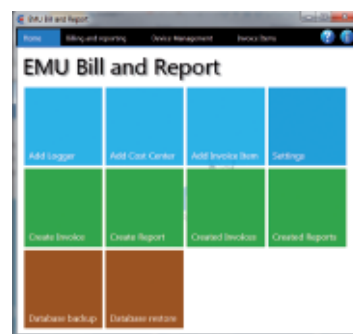 EMU Bill and Report
Home Billing and reporting Device Management Invoice Items
EMU Bill and Report
Add Logger Add Cost Center Add Invoice Item Settings
Create Invoice Create Report Created Invoices Created Reports
Database backup Database restore